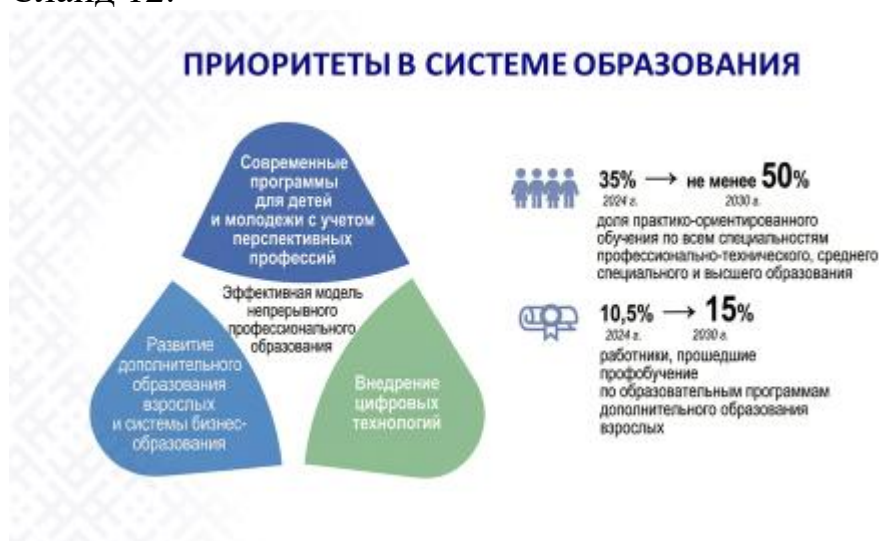 Слайд 12.
ПРИОРИТЕТЫ В СИСТЕМЕ ОБРАЗОВАНИЯ
Современные
программы
для детей
и молодежи с учетом
перспективных
профессий
Эффективная модель
непрерывного
профессионального
образования
Развитие
дополнительного
образования
взрослых
и системы бизнес-
образования
Внедрение
цифровых
технологий
35% → не менее 50%
2024 г. 2030 г.
доля практико-ориентированного
обучения по всем специальностям
профессионально-технического, среднего
специального и высшего образования
10,5% → 15%
2024 г. 2030 г.
работники, прошедшие
профобучение
по образовательным программам
дополнительного образования
взрослых